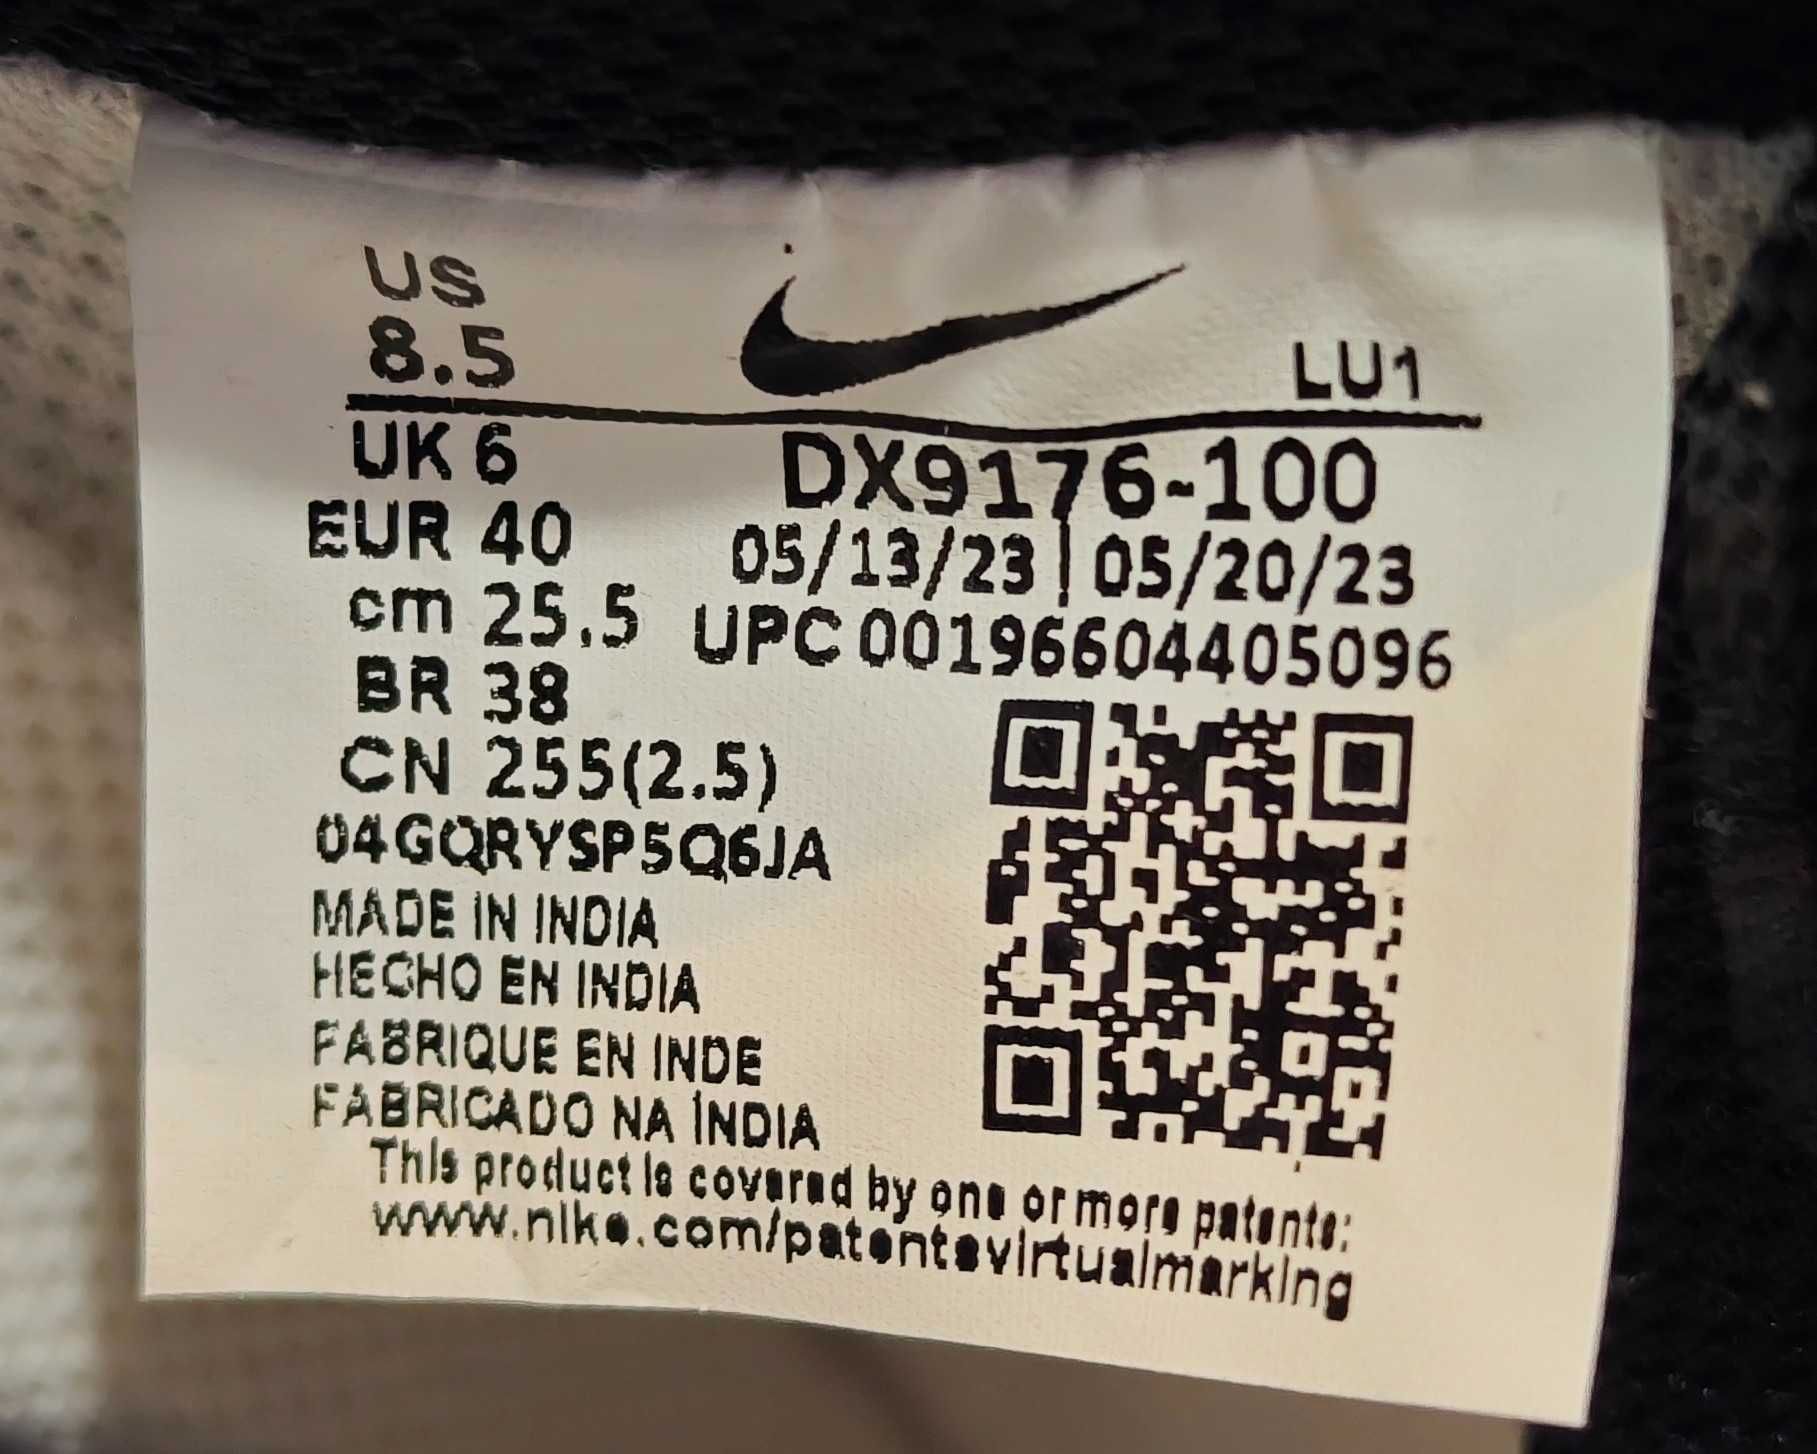 US
8.5
LU1
UK 6
DX9176-100
EUR 40
05/13/23 | 05/20/23
cm 25.5
UPC 00196604405096
BR 38
CN 255(2.5)
04GQRYSP5Q6JA
MADE IN INDIA
HECHO EN INDIA
FABRIQUE EN INDE
FABRICADO NA ÍNDIA
This product is covered by one or more patents:
www.nike.com/patentsvirtualmarking